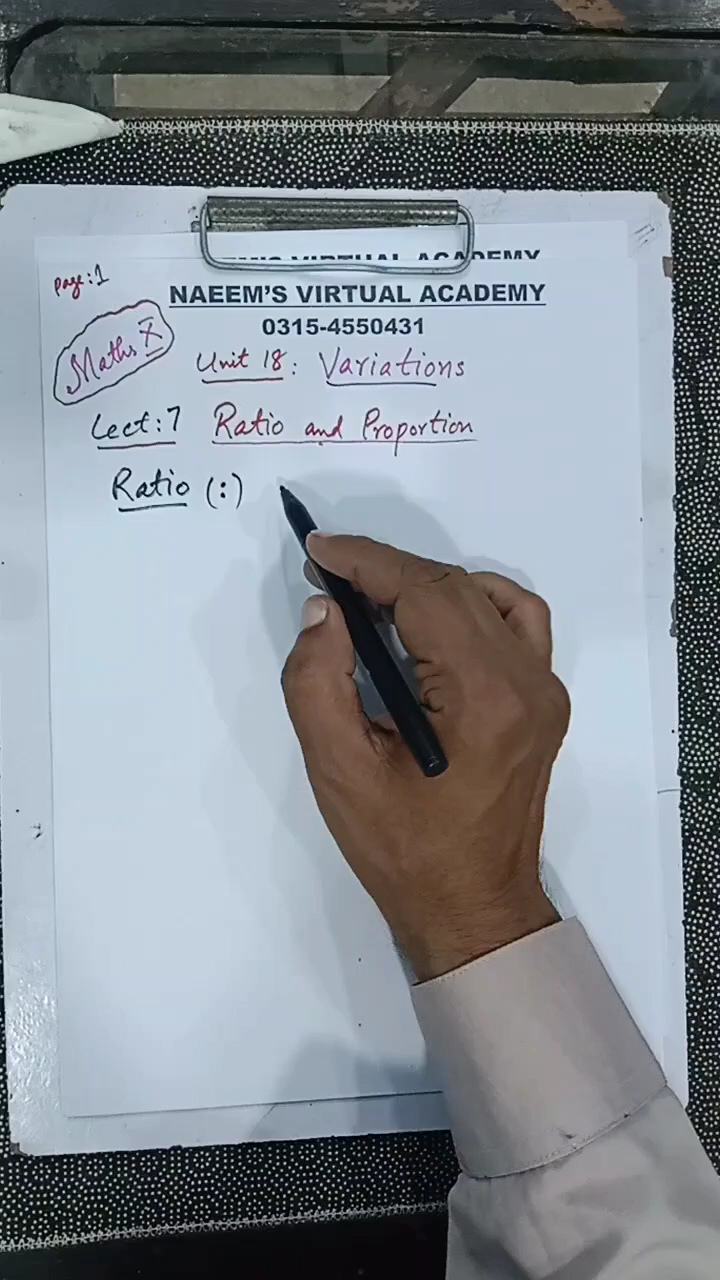 page:1
NAEEM'S VIRTUAL ACADEMY
0315-4550431
Maths X
Unit 18: Variations
Lect:7 Ratio and Proportion
Ratio (:)